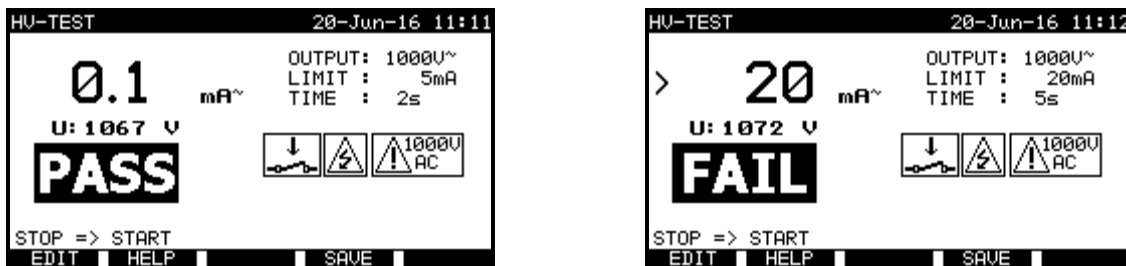 HV-TEST 20-Jun-16 11:11
OUTPUT: 1000V~
0.1 mA~
LIMIT : 5mA
TIME : 2s
U: 1067 V
PASS
1000V
AC
STOP => START
EDIT HELP SAVE
HV-TEST 20-Jun-16 11:12
OUTPUT: 1000V~
> 20 mA~
LIMIT : 20mA
TIME : 5s
U: 1072 V
FAIL
1000V
AC
STOP => START
EDIT HELP SAVE